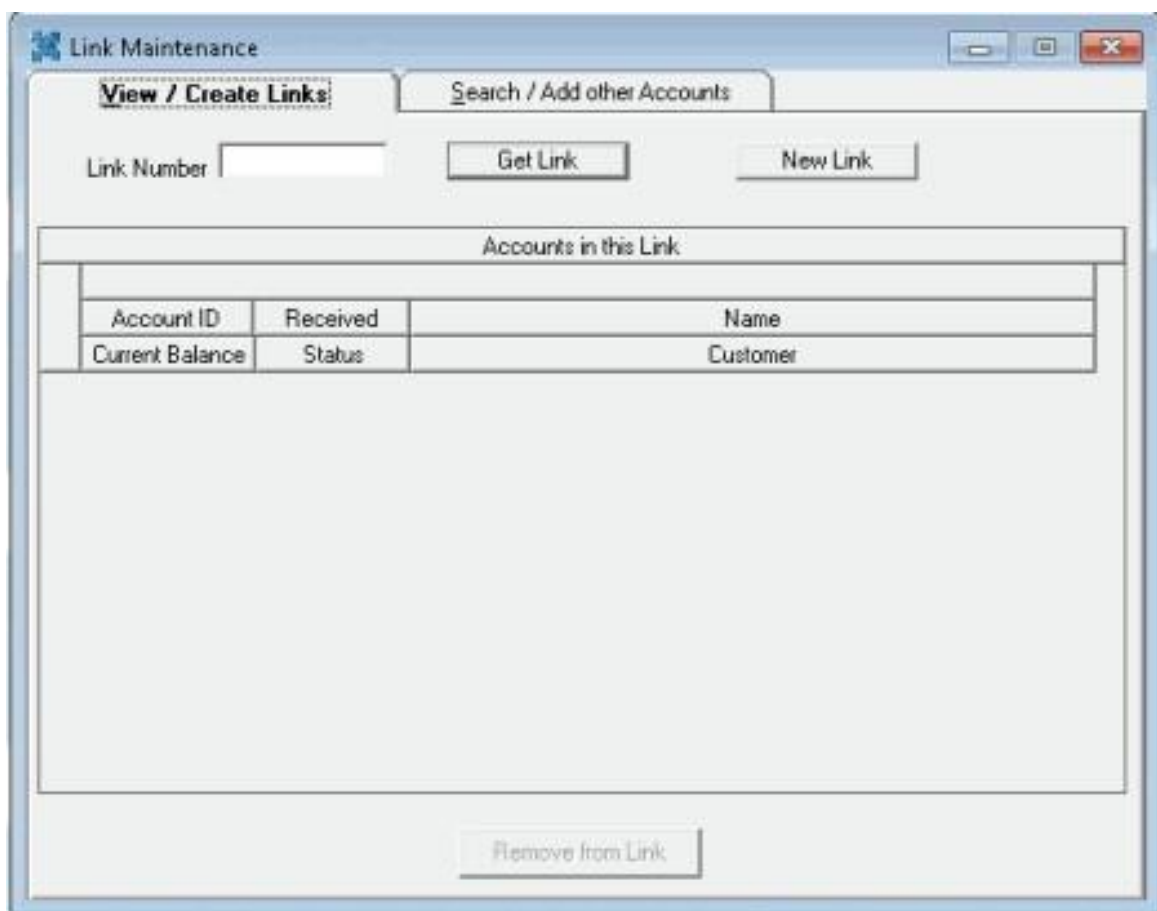 Link Maintenance
View / Create Links Search / Add other Accounts
Link Number Get Link New Link
Accounts in this Link
Account ID Received Name
Current Balance Status Customer
Remove from Link